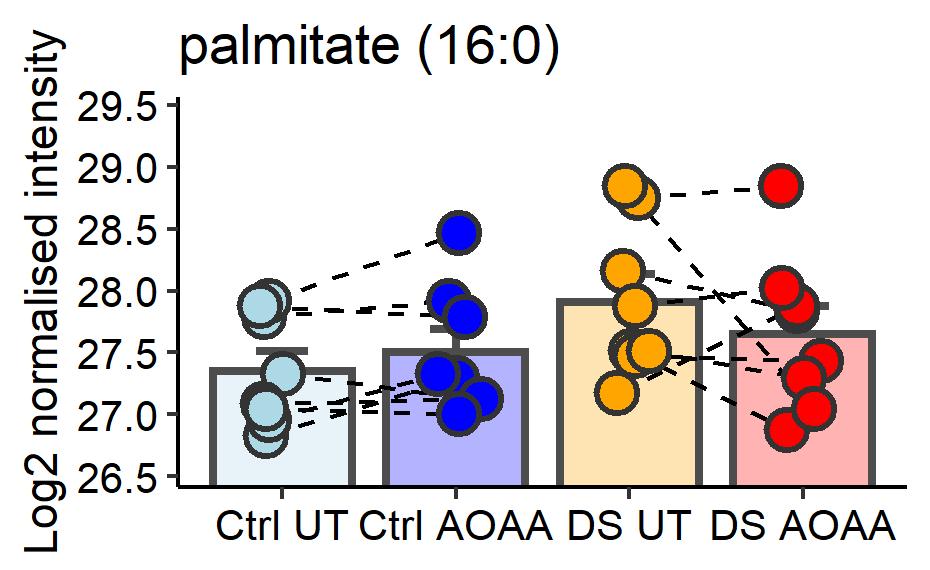 palmitate (16:0)
Log2 normalised intensity
29.5
29.0
28.5
28.0
27.5
27.0
26.5
Ctrl UT Ctrl AOAA DS UT DS AOAA